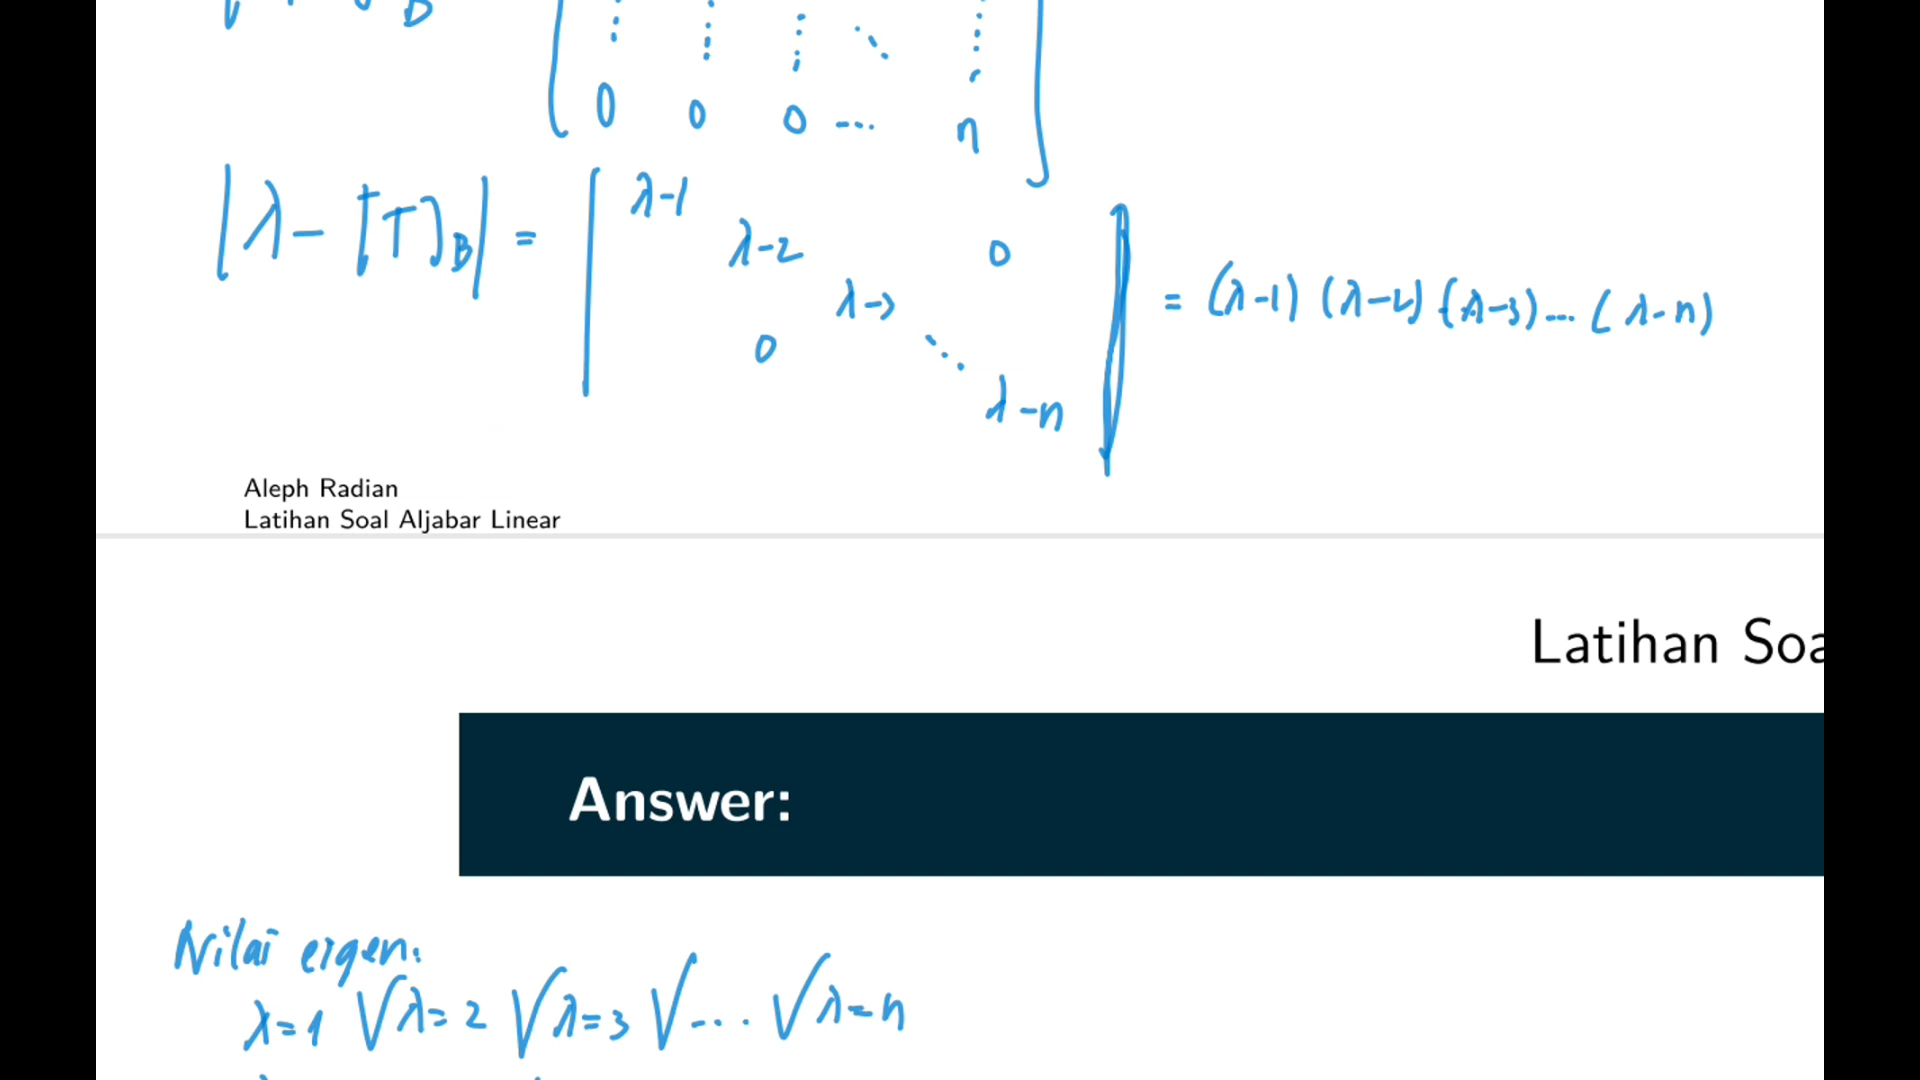 B
0 0 0 ... n
|λ - [T]_B| = | λ-1 λ-2 λ-3 ⋱ λ-n 0 0 | = (λ-1) (λ-2) (λ-3) ... (λ-n)
Aleph Radian
Latihan Soal Aljabar Linear
Latihan Soa
Answer:
Nilai eigen:
λ=1 ∨ λ=2 ∨ λ=3 ∨ ... ∨ λ=n